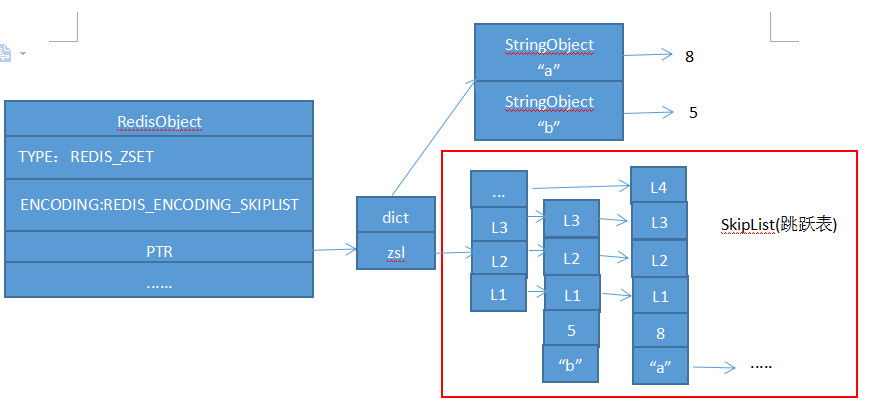 RedisObject
TYPE：REDIS_ZSET
ENCODING:REDIS_ENCODING_SKIPLIST
PTR
......
dict
zsl
StringObject
“a”
8
StringObject
“b”
5
...
L3
L2
L1
L3
L2
L1
5
“b”
L4
L3
L2
L1
8
“a”
.....
SkipList(跳跃表)